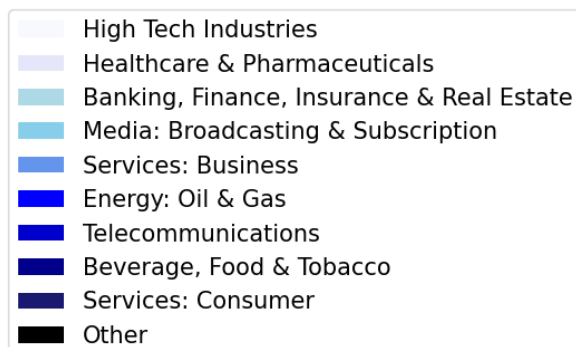 High Tech Industries
Healthcare & Pharmaceuticals
Banking, Finance, Insurance & Real Estate
Media: Broadcasting & Subscription
Services: Business
Energy: Oil & Gas
Telecommunications
Beverage, Food & Tobacco
Services: Consumer
Other